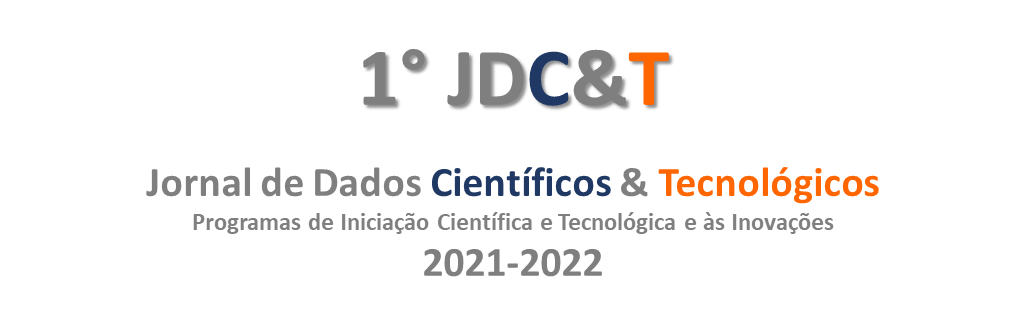 1° JDC&T
Jornal de Dados Científicos & Tecnológicos
Programas de Iniciação Científica e Tecnológica e às Inovações
2021-2022